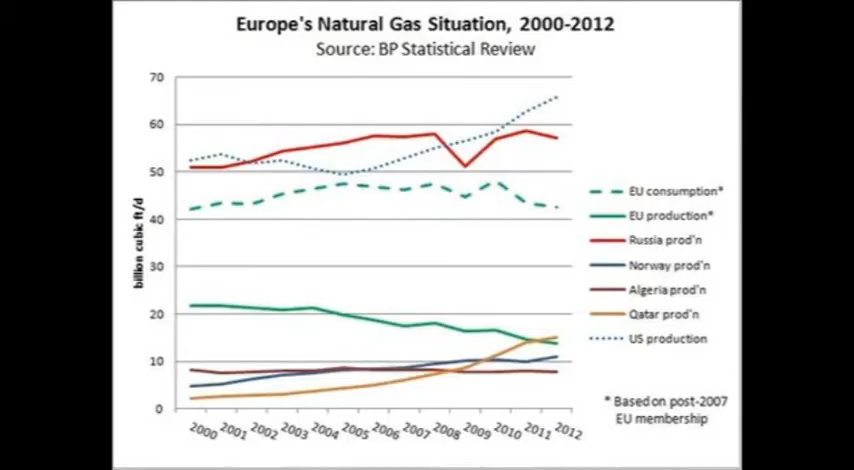 Europe's Natural Gas Situation, 2000-2012
Source: BP Statistical Review
70
60
50
40
30
20
10
0
billion cubic ft/d
2000
2001
2002
2003
2004
2005
2006
2007
2008
2009
2010
2011
2012
EU consumption*
EU production*
Russia prod'n
Norway prod'n
Algeria prod'n
Qatar prod'n
US production
* Based on post-2007
EU membership